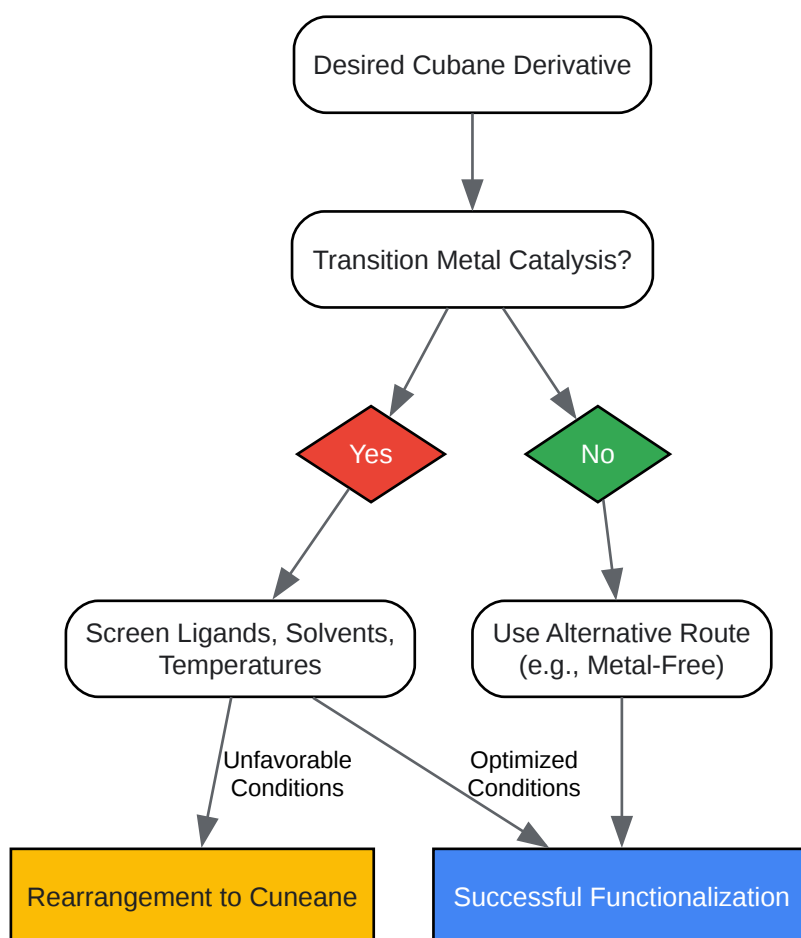 Desired Cubane Derivative
Transition Metal Catalysis?
Yes
No
Screen Ligands, Solvents,
Temperatures
Use Alternative Route
(e.g., Metal-Free)
Unfavorable
Conditions
Optimized
Conditions
Rearrangement to Cuneane
Successful Functionalization